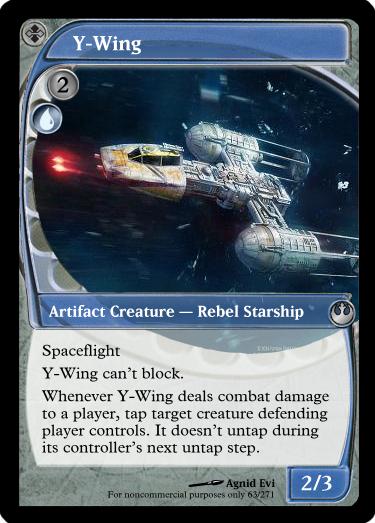 Y-Wing
2
Artifact Creature — Rebel Starship
Spaceflight
Y-Wing can't block.
Whenever Y-Wing deals combat damage
to a player, tap target creature defending
player controls. It doesn't untap during
its controller's next untap step.
Agnid Evi
For noncommercial purposes only 63/271
2/3